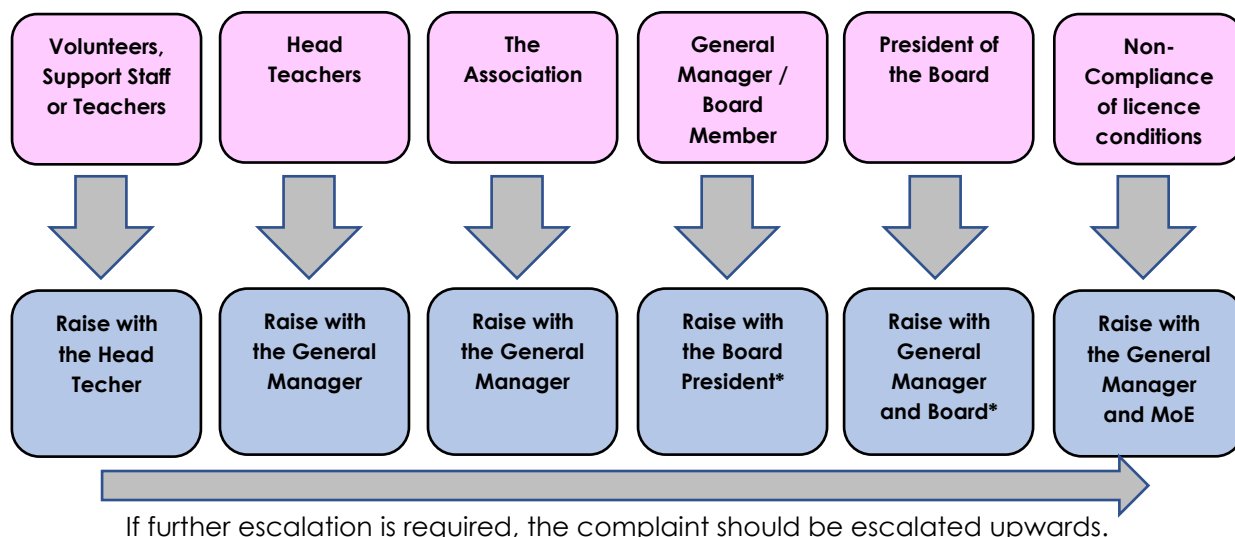 Volunteers,
Support Staff
or Teachers
Head
Teachers
The
Association
General
Manager /
Board
Member
President of
the Board
Non-
Compliance
of licence
conditions
Raise with
the Head
Techer
Raise with
the General
Manager
Raise with
the General
Manager
Raise with
the Board
President*
Raise with
General
Manager
and Board*
Raise with
the General
Manager
and MoE
If further escalation is required, the complaint should be escalated upwards.